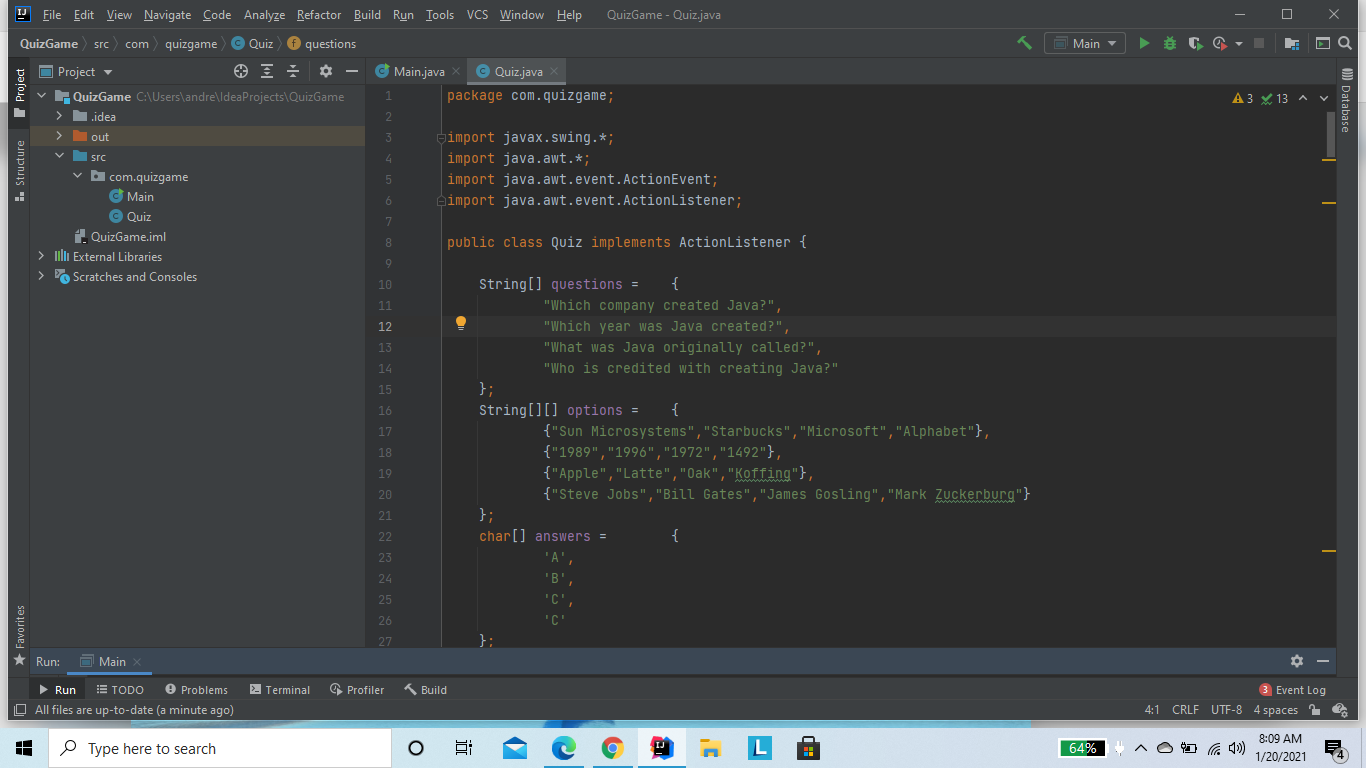 File Edit View Navigate Code Analyze Refactor Build Run Tools VCS Window Help QuizGame - Quiz.java
QuizGame src com quizgame Quiz questions Main
Project Main.java Quiz.java
Project
Structure
Favorites
Database
QuizGame C:\Users\andre\IdeaProjects\QuizGame
.idea
out
src
com.quizgame
Main
Quiz
QuizGame.iml
External Libraries
Scratches and Consoles
3 13
1 package com.quizgame;
2
3 import javax.swing.*;
4 import java.awt.*;
5 import java.awt.event.ActionEvent;
6 import java.awt.event.ActionListener;
7
8 public class Quiz implements ActionListener {
9
10 String[] questions = {
11 "Which company created Java?",
12 "Which year was Java created?",
13 "What was Java originally called?",
14 "Who is credited with creating Java?"
15 };
16 String[][] options = {
17 {"Sun Microsystems","Starbucks","Microsoft","Alphabet"},
18 {"1989","1996","1972","1492"},
19 {"Apple","Latte","Oak","Koffing"},
20 {"Steve Jobs","Bill Gates","James Gosling","Mark Zuckerburg"}
21 };
22 char[] answers = {
23 'A',
24 'B',
25 'C',
26 'C'
27 };
Run: Main
Run TODO Problems Terminal Profiler Build 3 Event Log
All files are up-to-date (a minute ago) 4:1 CRLF UTF-8 4 spaces
Type here to search L 64% 8:09 AM
1/20/2021 4